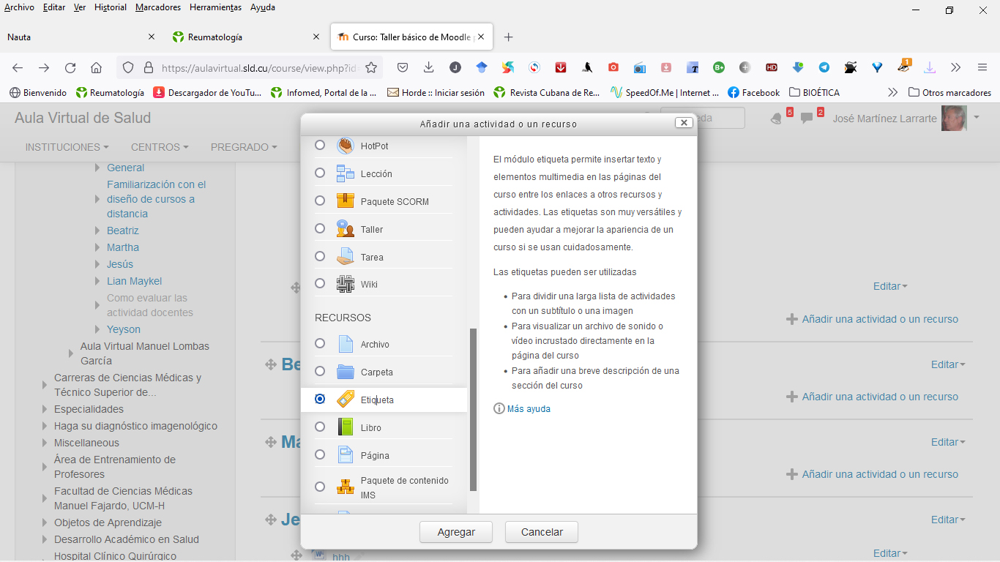 Archivo Editar Ver Historial Marcadores Herramientas Ayuda
Nauta
Reumatología
Curso: Taller básico de Moodle
https://aulavirtual.sld.cu/course/view.php?id=
1
Bienvenido
Reumatología
Descargador de YouTu...
Infomed, Portal de la ...
Horde :: Iniciar sesión
Revista Cubana de Re...
SpeedOf.Me | Internet ...
Facebook
BIOÉTICA
Otros marcadores
Aula Virtual de Salud
5
2
José Martínez Larrarte
INSTITUCIONES
CENTROS
PREGRADO
General
Familiarización con el
diseño de cursos a
distancia
Beatriz
Martha
Jesús
Lian Maykel
Como evaluar las
actividad docentes
Yeyson
Aula Virtual Manuel Lombas
García
Carreras de Ciencias Médicas y
Técnico Superior de...
Especialidades
Haga su diagnóstico imagenológico
Miscellaneous
Área de Entrenamiento de
Profesores
Facultad de Ciencias Médicas
Manuel Fajardo, UCM-H
Objetos de Aprendizaje
Desarrollo Académico en Salud
Hospital Clínico Quirúrgico
Añadir una actividad o un recurso
HotPot
Lección
Paquete SCORM
Taller
Tarea
Wiki
RECURSOS
Archivo
Carpeta
Etiqueta
Libro
Página
Paquete de contenido
IMS
El módulo etiqueta permite insertar texto y
elementos multimedia en las páginas del
curso entre los enlaces a otros recursos y
actividades. Las etiquetas son muy versátiles y
pueden ayudar a mejorar la apariencia de un
curso si se usan cuidadosamente.
Las etiquetas pueden ser utilizadas
• Para dividir una larga lista de actividades
con un subtítulo o una imagen
• Para visualizar un archivo de sonido o
vídeo incrustado directamente en la
página del curso
• Para añadir una breve descripción de una
sección del curso
Más ayuda
Agregar
Cancelar
Editar
Añadir una actividad o un recurso
Be
Editar
Añadir una actividad o un recurso
Ma
Editar
Añadir una actividad o un recurso
Je
Editar
hhh
Editar